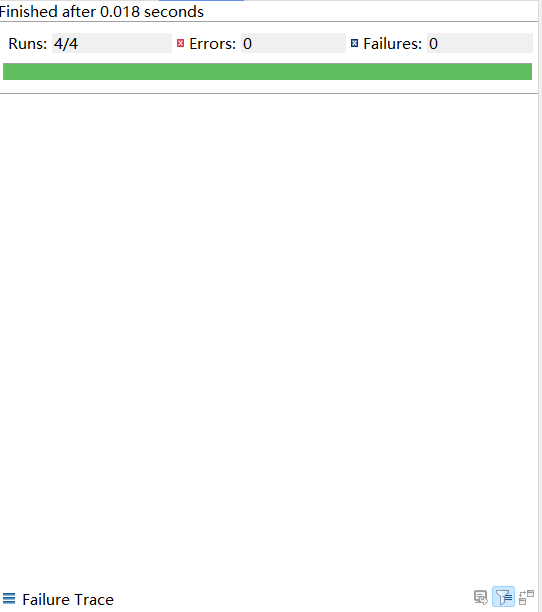 Finished after 0.018 seconds
Runs: 4/4 Errors: 0 Failures: 0
Failure Trace